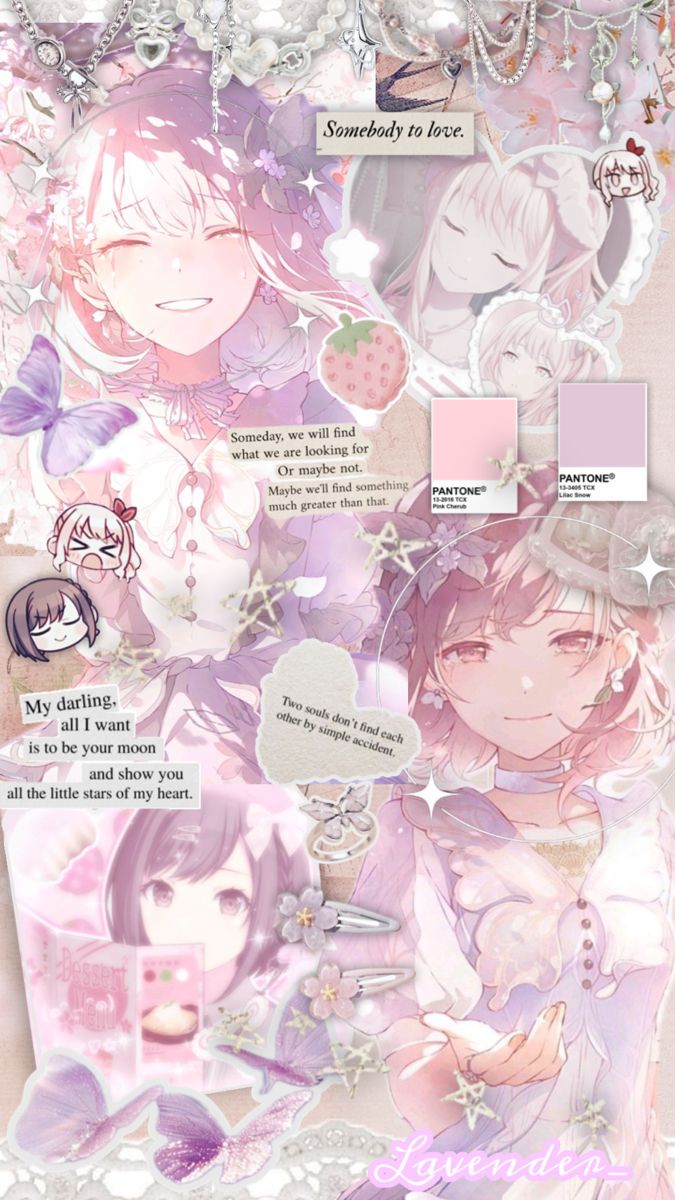 Somebody to love.
Someday, we will find
what we are looking for
Or maybe not.
Maybe we'll find something
much greater than that.
PANTONE®
13-2016 TCX
Pink Cherub
PANTONE®
13-3405 TCX
Lilac Snow
My darling,
all I want
is to be your moon
and show you
all the little stars of my heart.
Two souls don't find each
other by simple accident.
Dessert
Menu
Lavender_